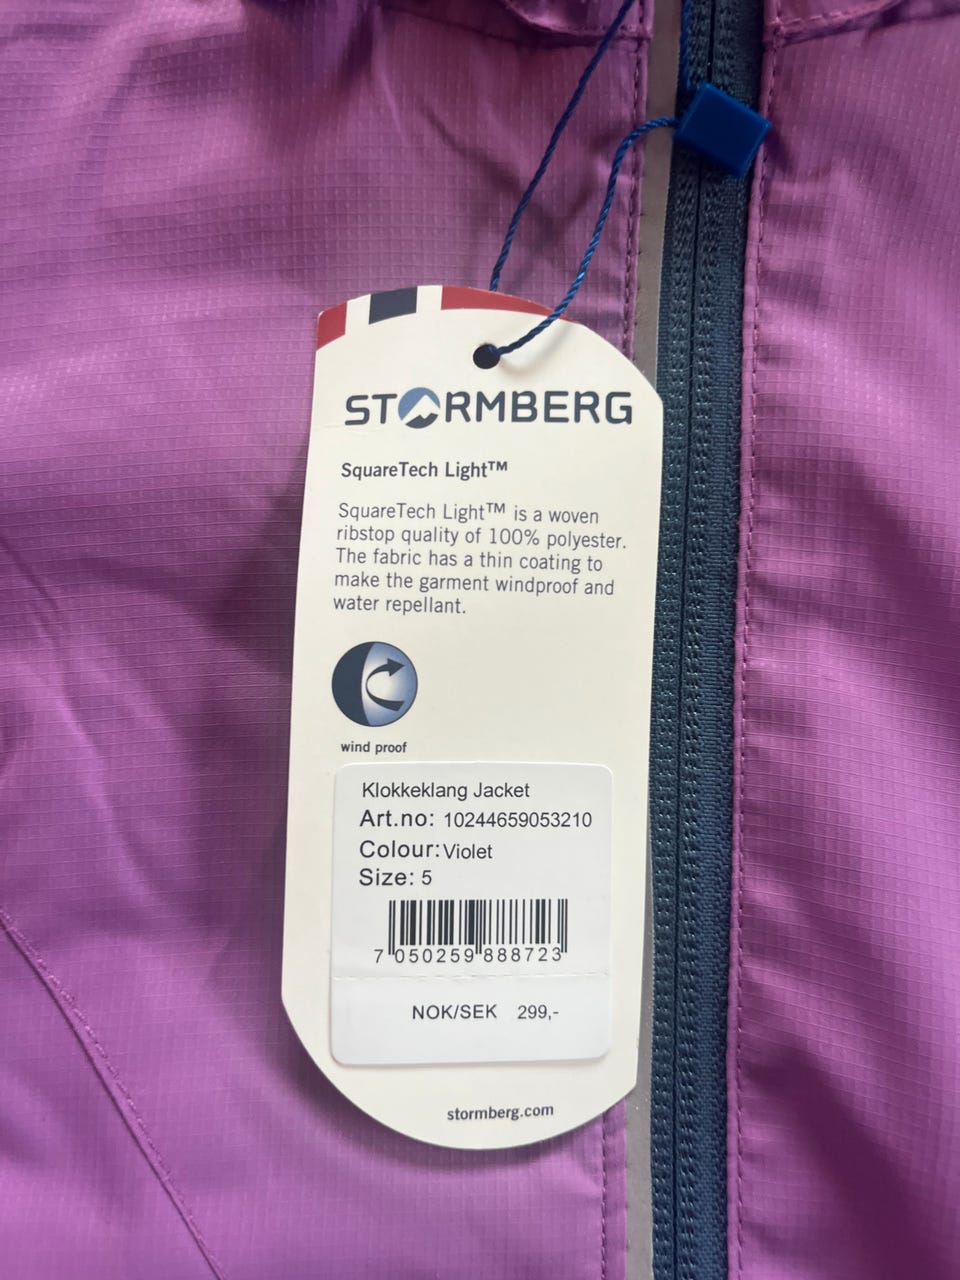 STORMBERG
SquareTech Light™
SquareTech Light™ is a woven
ribstop quality of 100% polyester.
The fabric has a thin coating to
make the garment windproof and
water repellant.
wind proof
Klokkeklang Jacket
Art.no: 10244659053210
Colour: Violet
Size: 5
7 050259 888723
NOK/SEK 299,-
stormberg.com